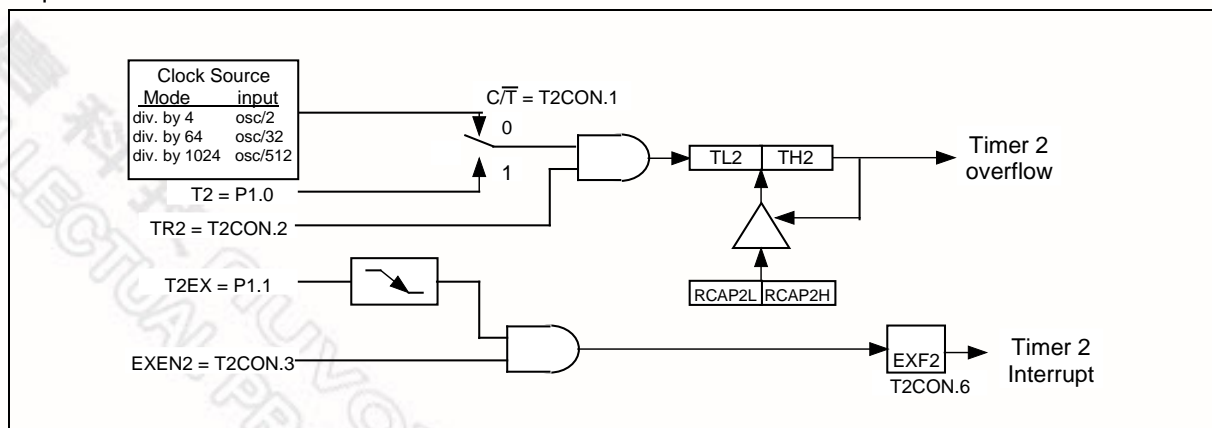 Clock Source
Mode input
div. by 4 osc/2
div. by 64 osc/32
div. by 1024 osc/512
C/T = T2CON.1
0
1
T2 = P1.0
TR2 = T2CON.2
TL2 TH2
Timer 2
overflow
RCAP2L RCAP2H
T2EX = P1.1
EXEN2 = T2CON.3
EXF2
T2CON.6
Timer 2
Interrupt